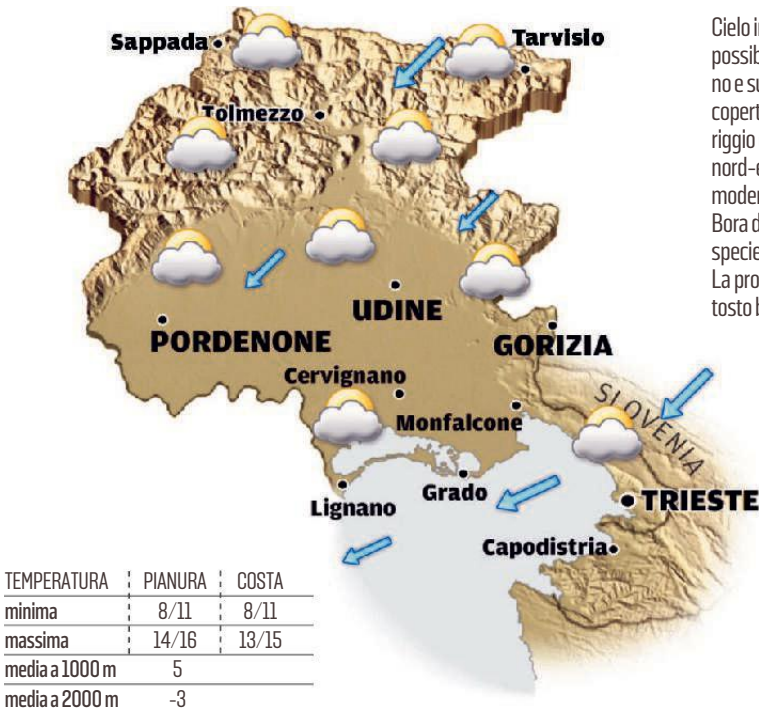 Sappada
Tarvisio
Tolmezzo
UDINE
PORDENONE
GORIZIA
Cervignano
Monfalcone
SLOVENIA
Lignano
Grado
TRIESTE
Capodistria
Cielo
possib
no e su
copert
riggio
nord-e
moder
Bora d
specie
La pro
tosto b
TEMPERATURA PIANURA COSTA
minima 8/11 8/11
massima 14/16 13/15
media a 1000 m 5
media a 2000 m -3